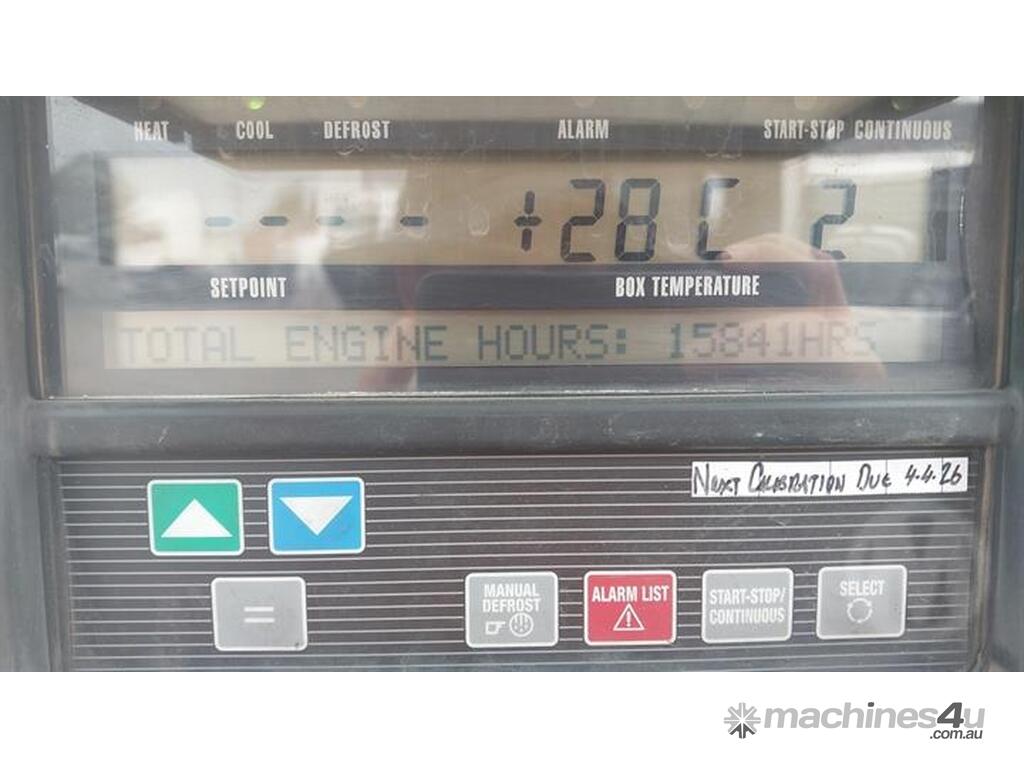 HEAT COOL DEFROST ALARM START-STOP CONTINUOUS
- - - - +28C 2
SETPOINT BOX TEMPERATURE
TOTAL ENGINE HOURS: 15841HRS
NEXT CALIBRATION DUE 4.4.26
MANUAL
DEFROST
ALARM LIST
START-STOP/
CONTINUOUS
SELECT
=
machines4u
.com.au